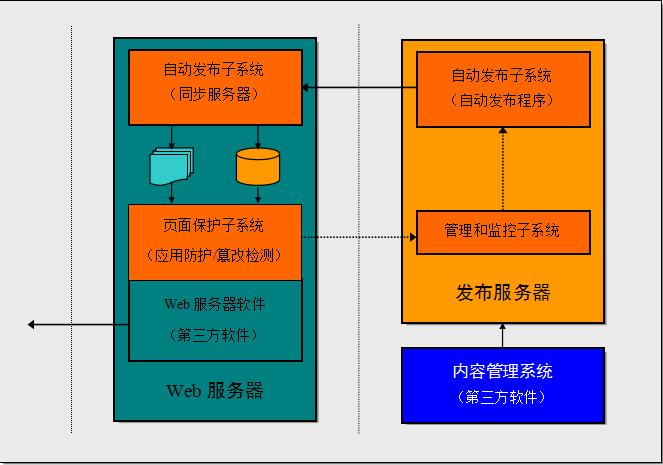 自动发布子系统
（同步服务器）
页面保护子系统
（应用防护/篡改检测）
Web 服务器软件
（第三方软件）
Web 服务器
自动发布子系统
（自动发布程序）
管理和监控子系统
发布服务器
内容管理系统
（第三方软件）